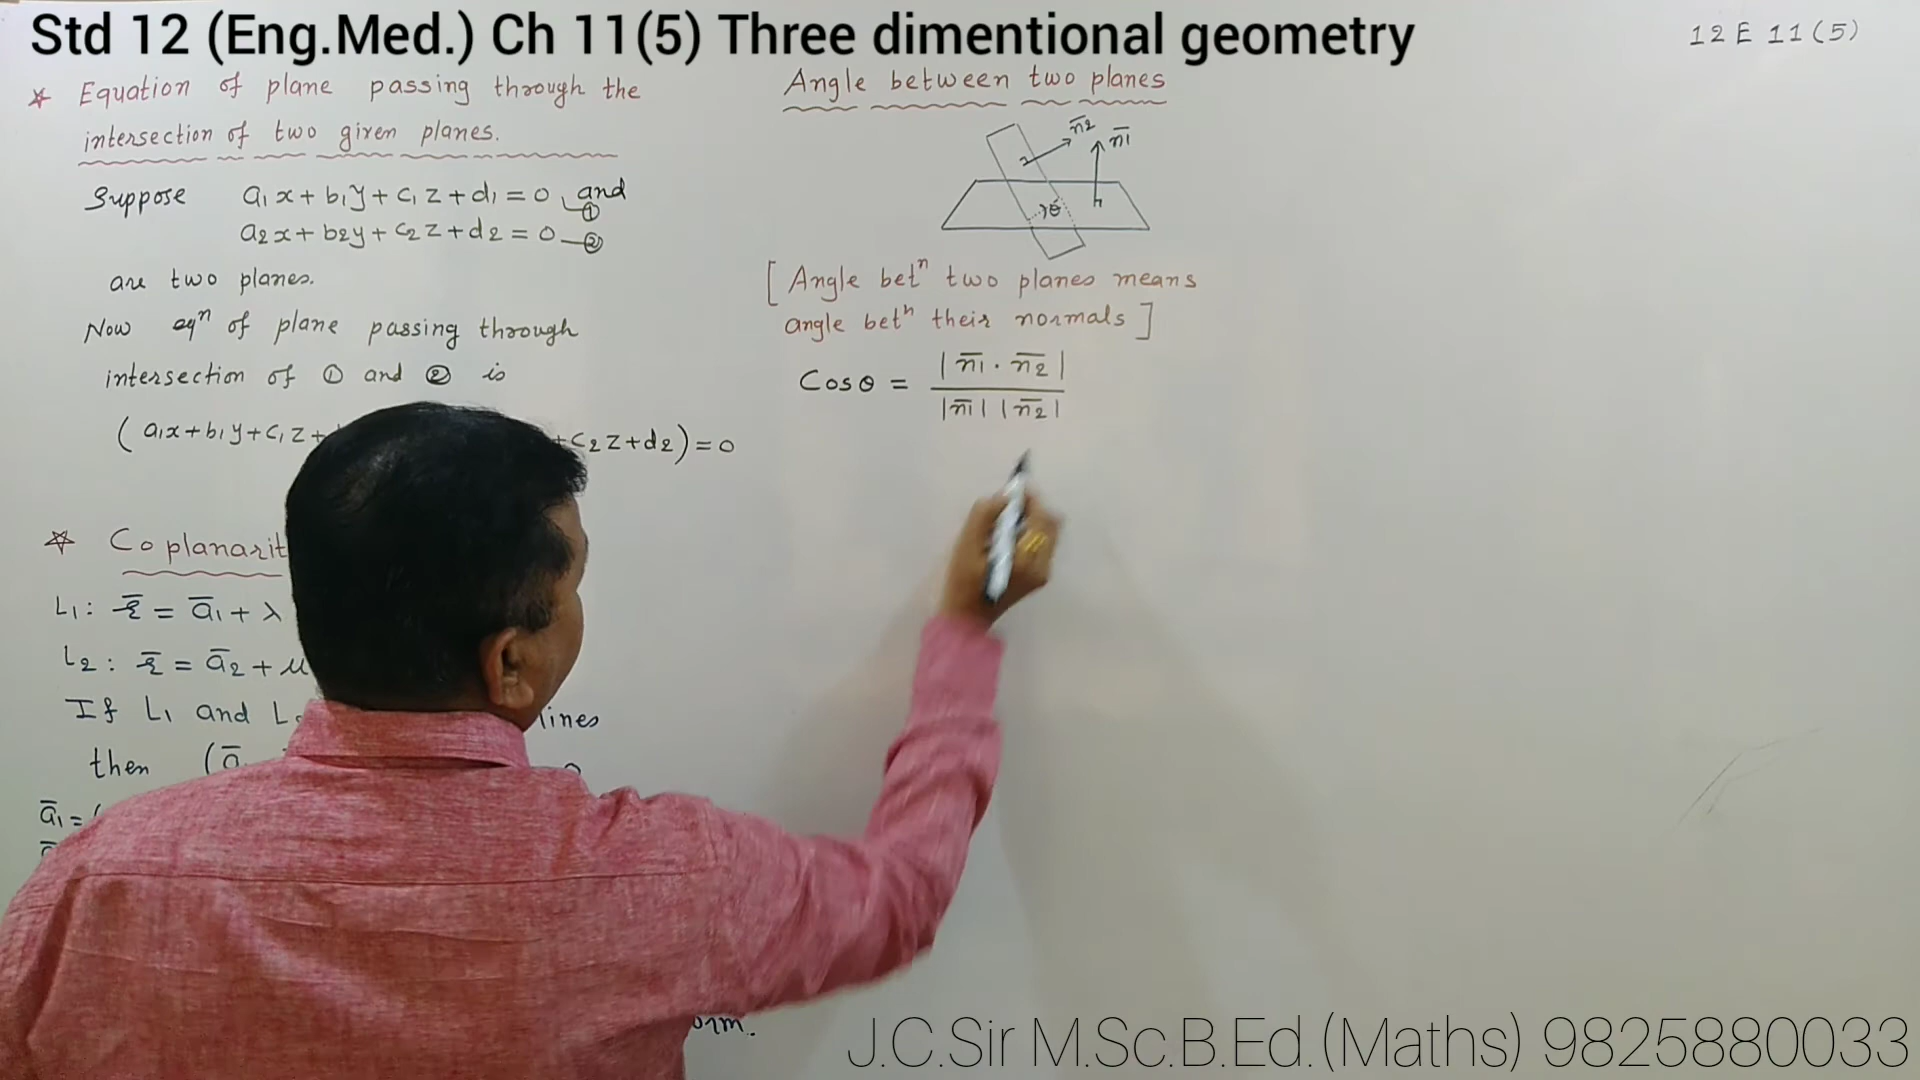 Std 12 (Eng.Med.) Ch 11(5) Three dimentional geometry
12 E 11(5)
* Equation of plane passing through the
intersection of two given planes.
Suppose a₁x + b₁y + c₁z + d₁ = 0 — ① and
a₂x + b₂y + c₂z + d₂ = 0 — ②
are two planes.
Now eqⁿ of plane passing through
intersection of ① and ② is
(a₁x+b₁y+c₁z+ +c₂z+d₂) = 0
* Coplanarit
L₁: r̄ = ā₁ + λ
L₂: r̄ = ā₂ + μ
If L₁ and L lines
then (ā
ā₁ = (
orm.
Angle between two planes
n̄₂
n̄₁
θ
[ Angle betⁿ two planes means
angle betⁿ their normals ]
Cosθ = |n̄₁ · n̄₂| / |n̄₁| |n̄₂|
J.C.Sir M.Sc.B.Ed.(Maths) 9825880033